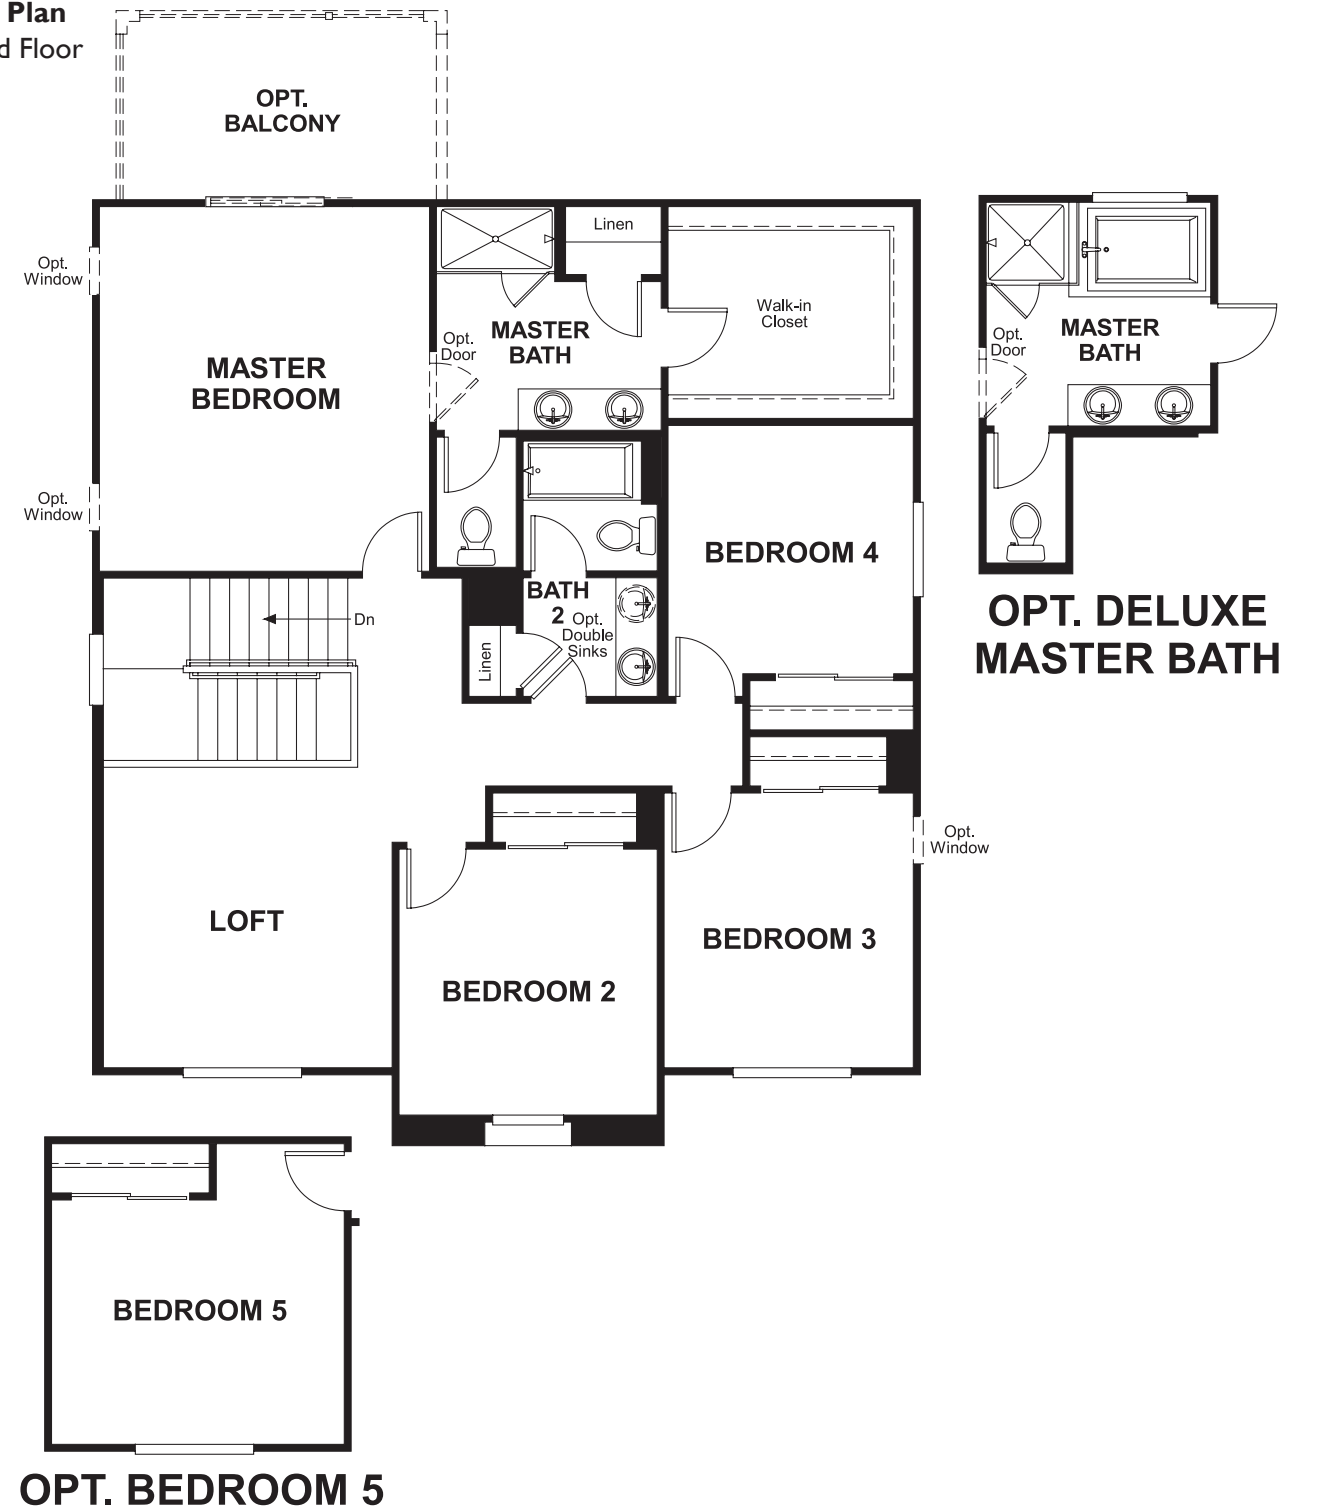 Plan
d Floor
OPT.
BALCONY
Opt.
Window
MASTER
BEDROOM
Opt.
Window
Linen
Walk-in
Closet
MASTER
BATH
Opt.
Door
BEDROOM 4
BATH
2
Opt.
Double
Sinks
Linen
Dn
LOFT
BEDROOM 2
BEDROOM 3
Opt.
Window
MASTER
BATH
Opt.
Door
OPT. DELUXE
MASTER BATH
BEDROOM 5
OPT. BEDROOM 5